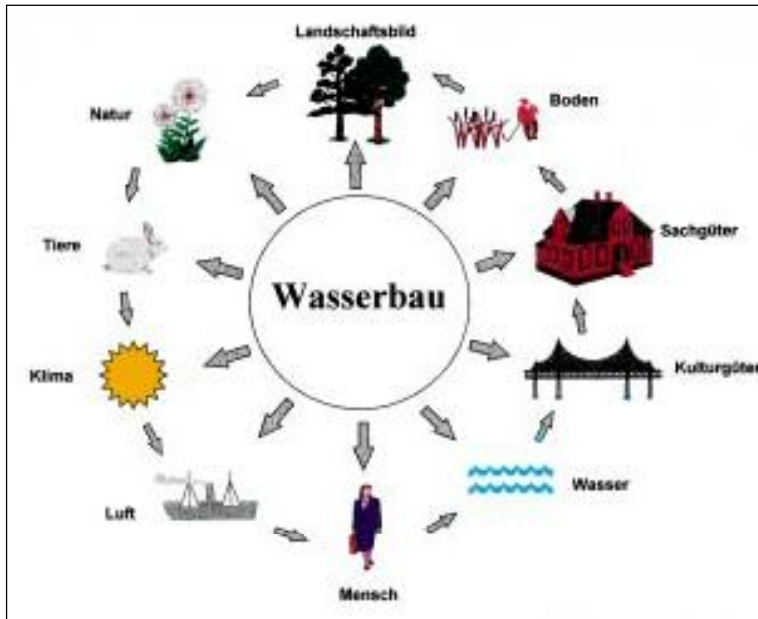 Landschaftsbild
Natur
Boden
Tiere
Sachgüter
Wasserbau
Klima
Kulturgüter
Luft
Wasser
Mensch